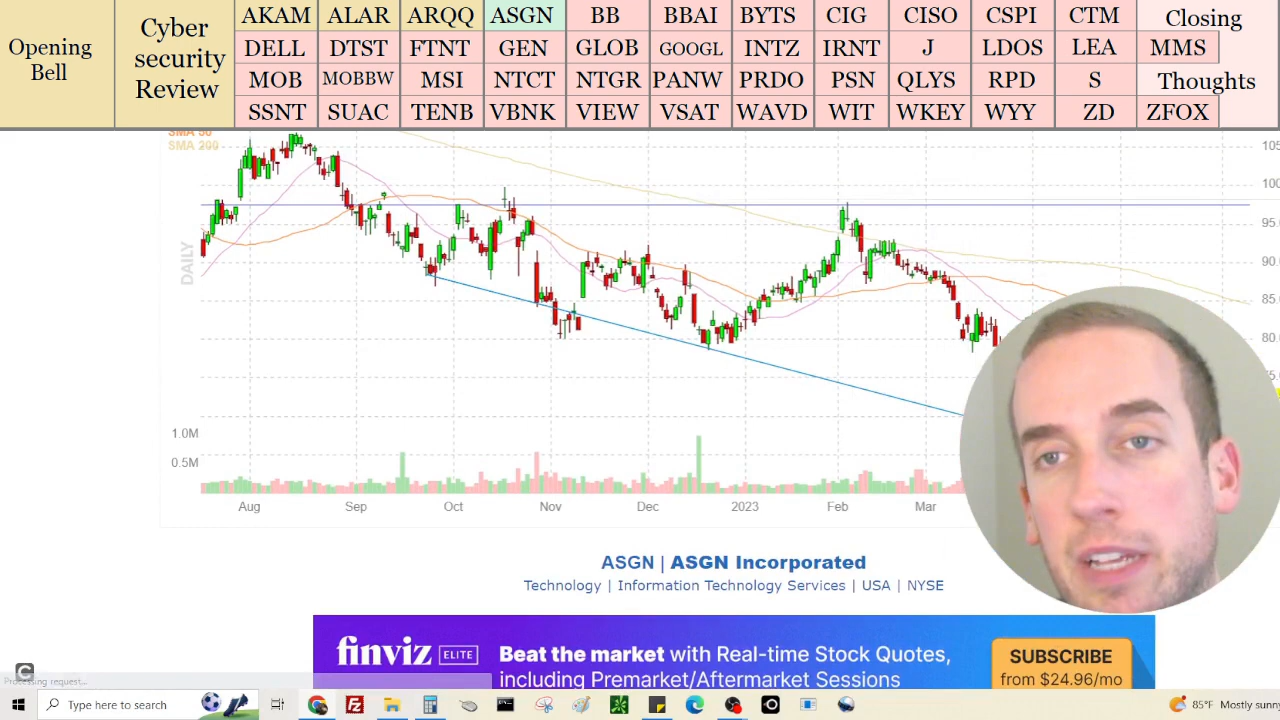 Opening
Bell
Cyber
security
Review
AKAM ALAR ARQQ ASGN BB BBAI BYTS CIG CISO CSPI CTM Closing
DELL DTST FTNT GEN GLOB GOOGL INTZ IRNT J LDOS LEA MMS
MOB MOBBW MSI NTCT NTGR PANW PRDO PSN QLYS RPD S Thoughts
SSNT SUAC TENB VBNK VIEW VSAT WAVD WIT WKEY WYY ZD ZFOX
SMA 50
SMA 200
DAILY
105
100
95.
90.
85.
80.
1.0M
0.5M
Aug Sep Oct Nov Dec 2023 Feb Mar
ASGN | ASGN Incorporated
Technology | Information Technology Services | USA | NYSE
finviz ELITE Beat the market with Real-time Stock Quotes,
including Premarket/Aftermarket Sessions
SUBSCRIBE
from $24.96/mo
Processing request...
Type here to search
85°F Mostly sunn